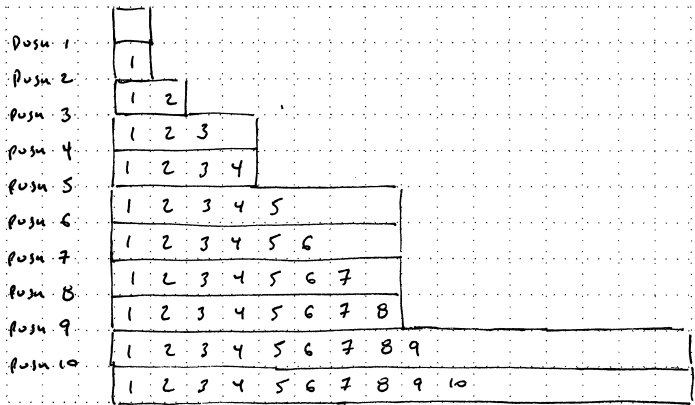 Push 1
1
Push 2
1 2
Push 3
1 2 3
Push 4
1 2 3 4
Push 5
1 2 3 4 5
Push 6
1 2 3 4 5 6
Push 7
1 2 3 4 5 6 7
Push 8
1 2 3 4 5 6 7 8
Push 9
1 2 3 4 5 6 7 8 9
Push 10
1 2 3 4 5 6 7 8 9 10